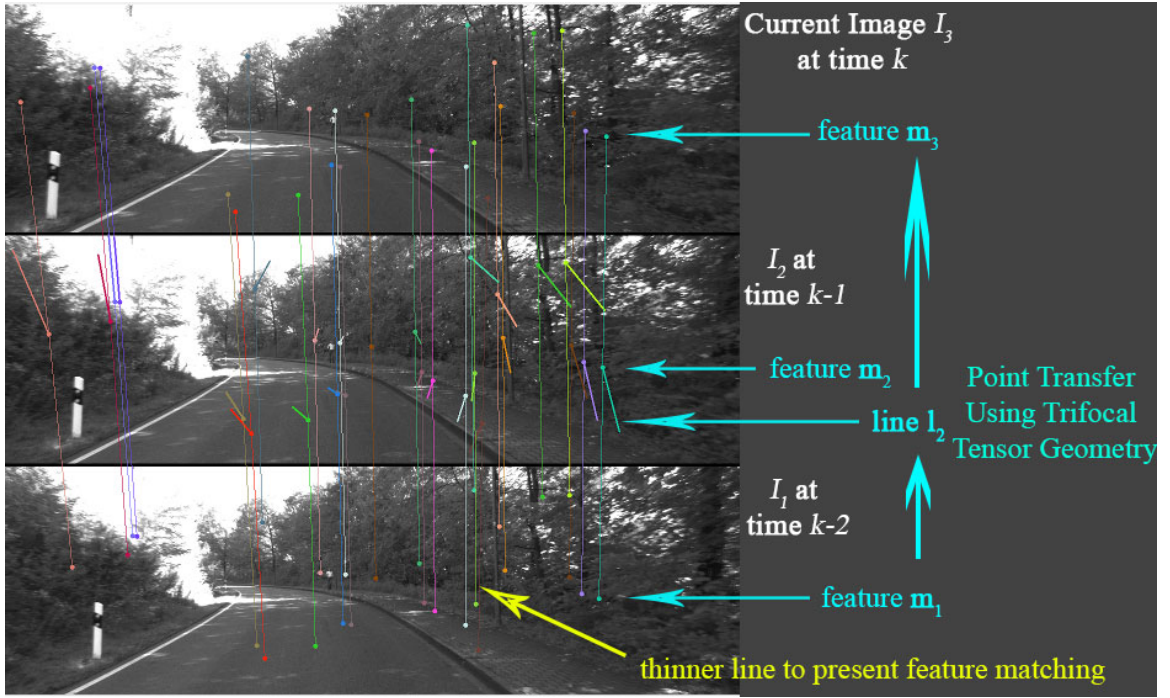 Current Image I3
at time k
feature m3
I2 at
time k-1
feature m2
Point Transfer
Using Trifocal
Tensor Geometry
line l2
I1 at
time k-2
feature m1
thinner line to present feature matching